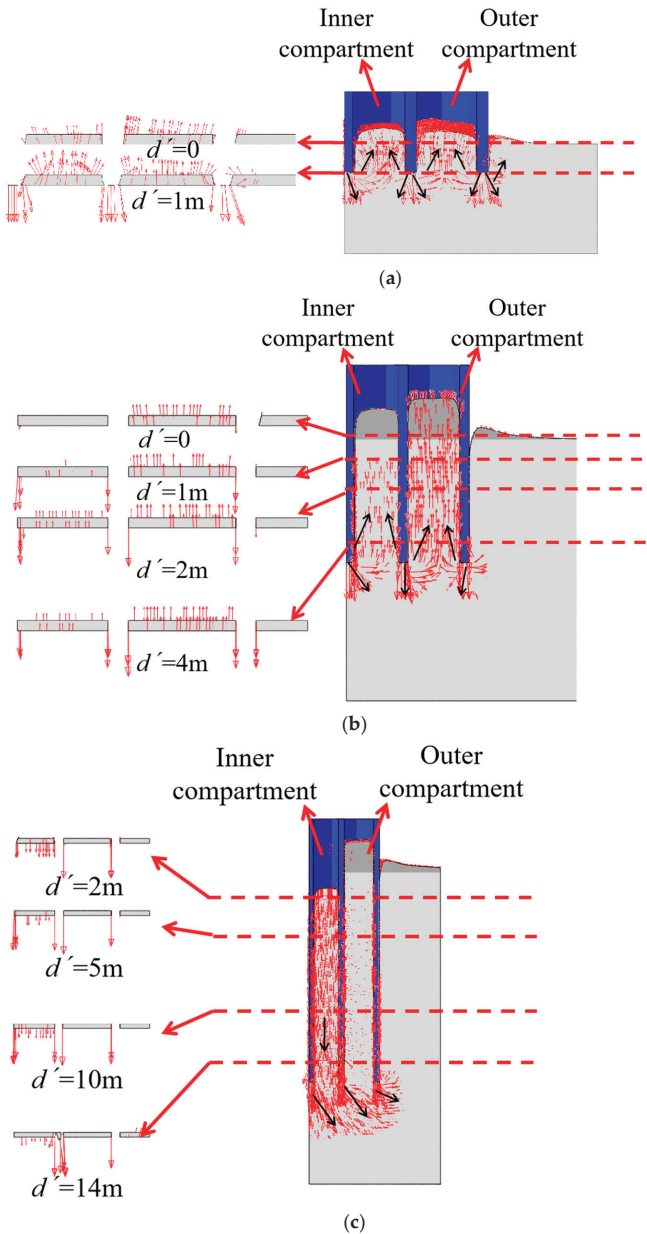 Inner
compartment
Outer
compartment
d´=0
d´=1m
(a)
Inner
compartment
Outer
compartment
d´=0
d´=1m
d´=2m
d´=4m
(b)
Inner
compartment
Outer
compartment
d´=2m
d´=5m
d´=10m
d´=14m
(c)